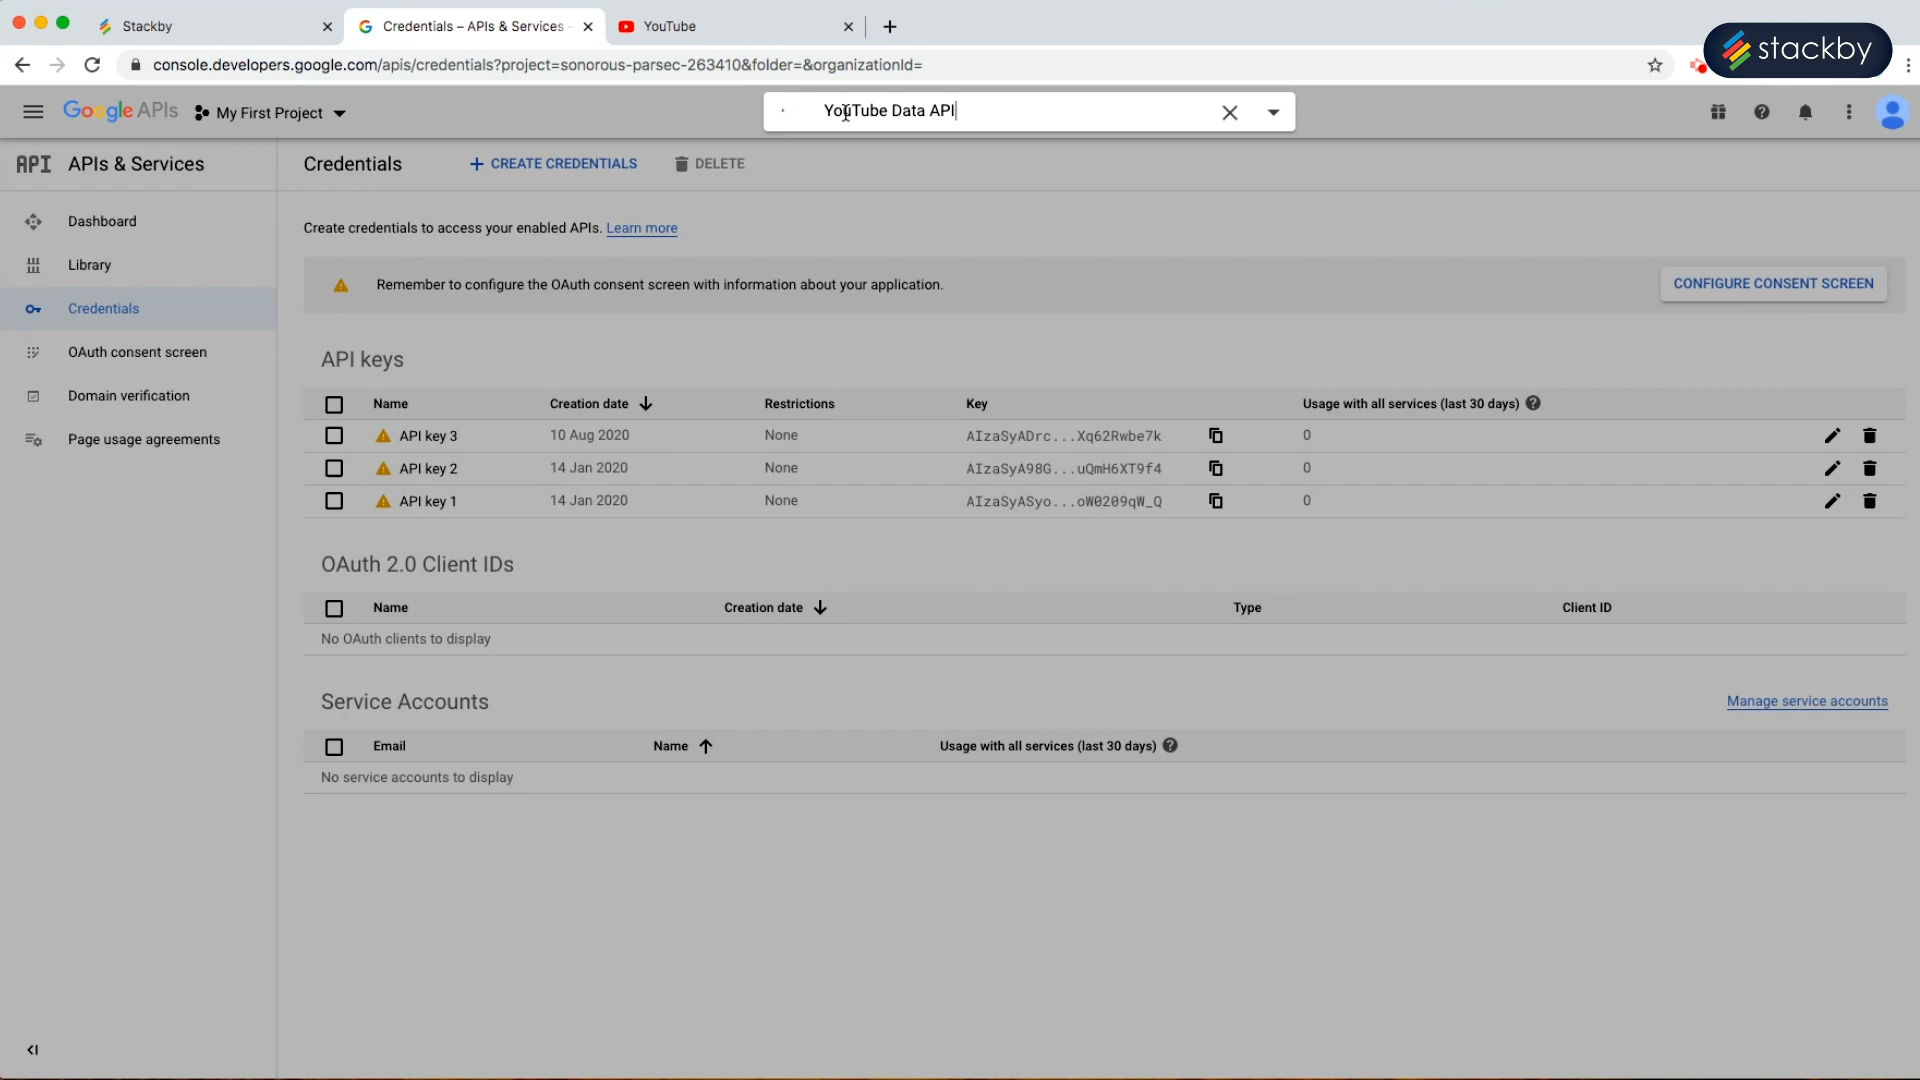 Stackby
Credentials – APIs & Services -
YouTube
stackby
console.developers.google.com/apis/credentials?project=sonorous-parsec-263410&folder=&organizationId=
Google APIs
My First Project
YouTube Data API
API APIs & Services
Credentials
CREATE CREDENTIALS
DELETE
Dashboard
Library
Credentials
OAuth consent screen
Domain verification
Page usage agreements
Create credentials to access your enabled APIs. Learn more
Remember to configure the OAuth consent screen with information about your application.
CONFIGURE CONSENT SCREEN
API keys
Name Creation date Restrictions Key Usage with all services (last 30 days)
API key 3 10 Aug 2020 None AIzaSyADrc...Xq62Rwbe7k 0
API key 2 14 Jan 2020 None AIzaSyA98G...uQmH6XT9f4 0
API key 1 14 Jan 2020 None AIzaSyASyo...oW0209qW_Q 0
OAuth 2.0 Client IDs
Name Creation date Type Client ID
No OAuth clients to display
Service Accounts
Manage service accounts
Email Name Usage with all services (last 30 days)
No service accounts to display